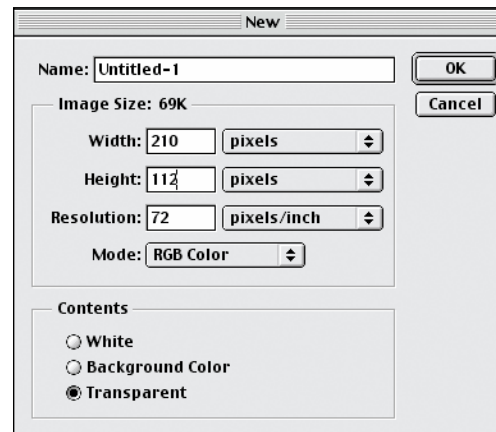 New
Name: Untitled-1
OK
Cancel
Image Size: 69K
Width: 210 pixels
Height: 112 pixels
Resolution: 72 pixels/inch
Mode: RGB Color
Contents
White
Background Color
Transparent